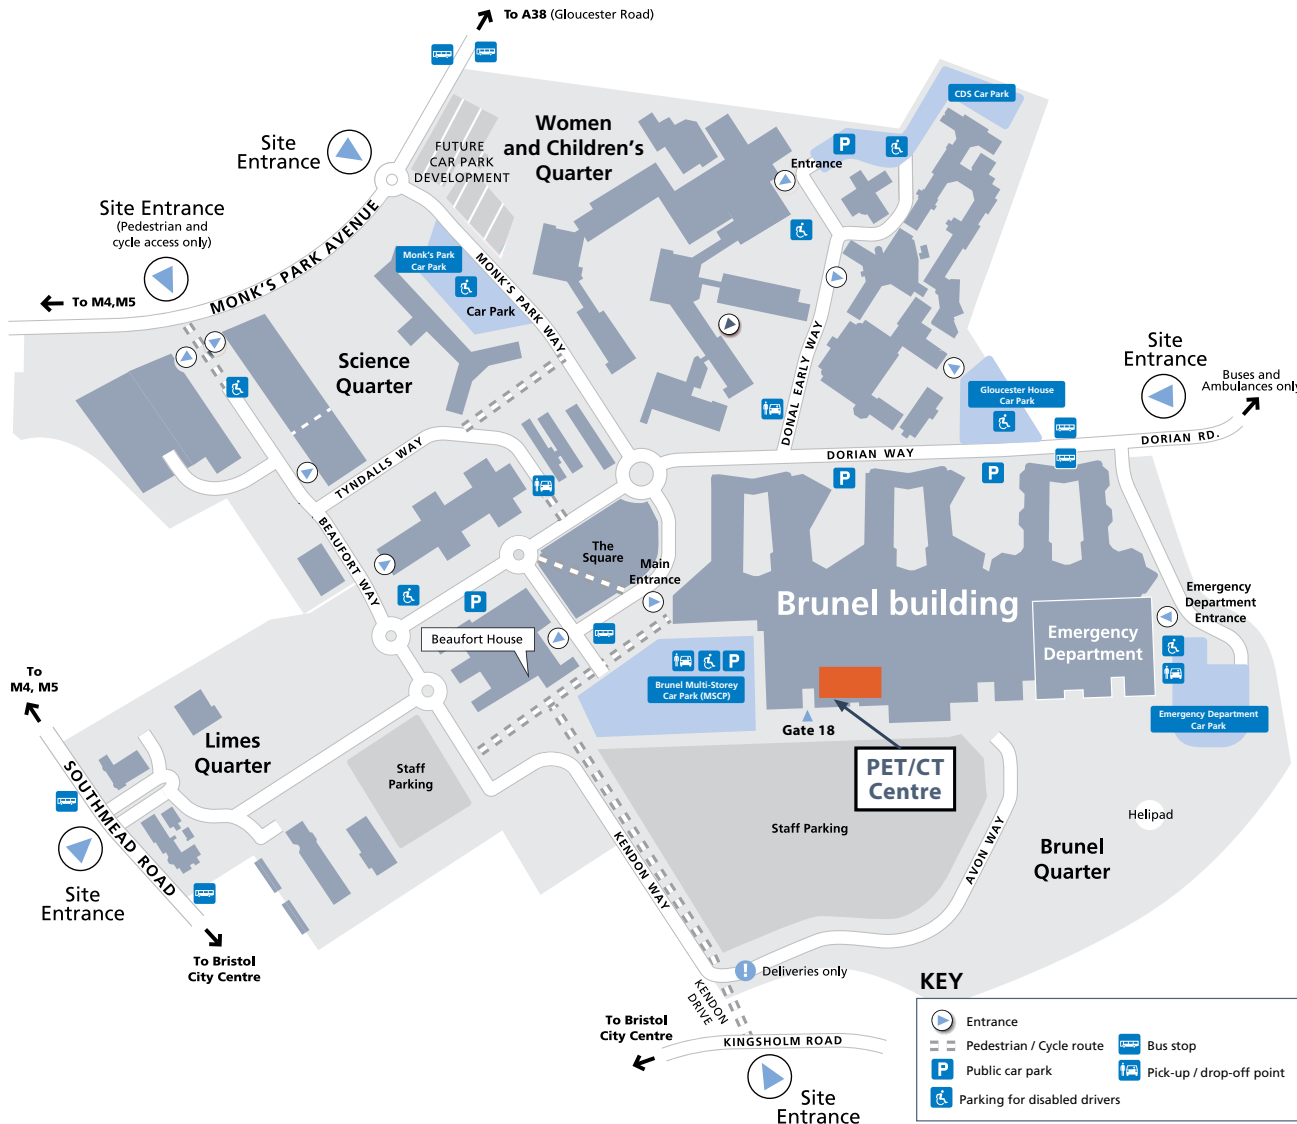 To A38 (Gloucester Road)
CDS Car Park
Women
and Children's
Quarter
FUTURE
CAR PARK
DEVELOPMENT
Site
Entrance
Entrance
Site Entrance
(Pedestrian and
cycle access only)
MONK'S PARK AVENUE
Monk's Park
Car Park
Car Park
MONK'S PARK WAY
To M4,M5
Science
Quarter
DONAL EARLY WAY
Site
Entrance
Buses and
Ambulances only
Gloucester House
Car Park
DORIAN RD.
DORIAN WAY
TYNDALLS WAY
BEAUFORT WAY
The
Square
Main
Entrance
Brunel building
Emergency
Department
Entrance
Emergency
Department
Beaufort House
Brunel Multi-Storey
Car Park (MSCP)
Emergency Department
Car Park
Gate 18
PET/CT
Centre
To
M4, M5
Limes
Quarter
Staff
Parking
SOUTHMEAD ROAD
Site
Entrance
To Bristol
City Centre
KENDON WAY
Staff Parking
AVON WAY
Helipad
Brunel
Quarter
! Deliveries only
KENDON
DRIVE
To Bristol
City Centre
KINGSHOLM ROAD
Site
Entrance
KEY
Entrance
Pedestrian / Cycle route
Bus stop
P Public car park
Pick-up / drop-off point
Parking for disabled drivers
P
P
P
P
P